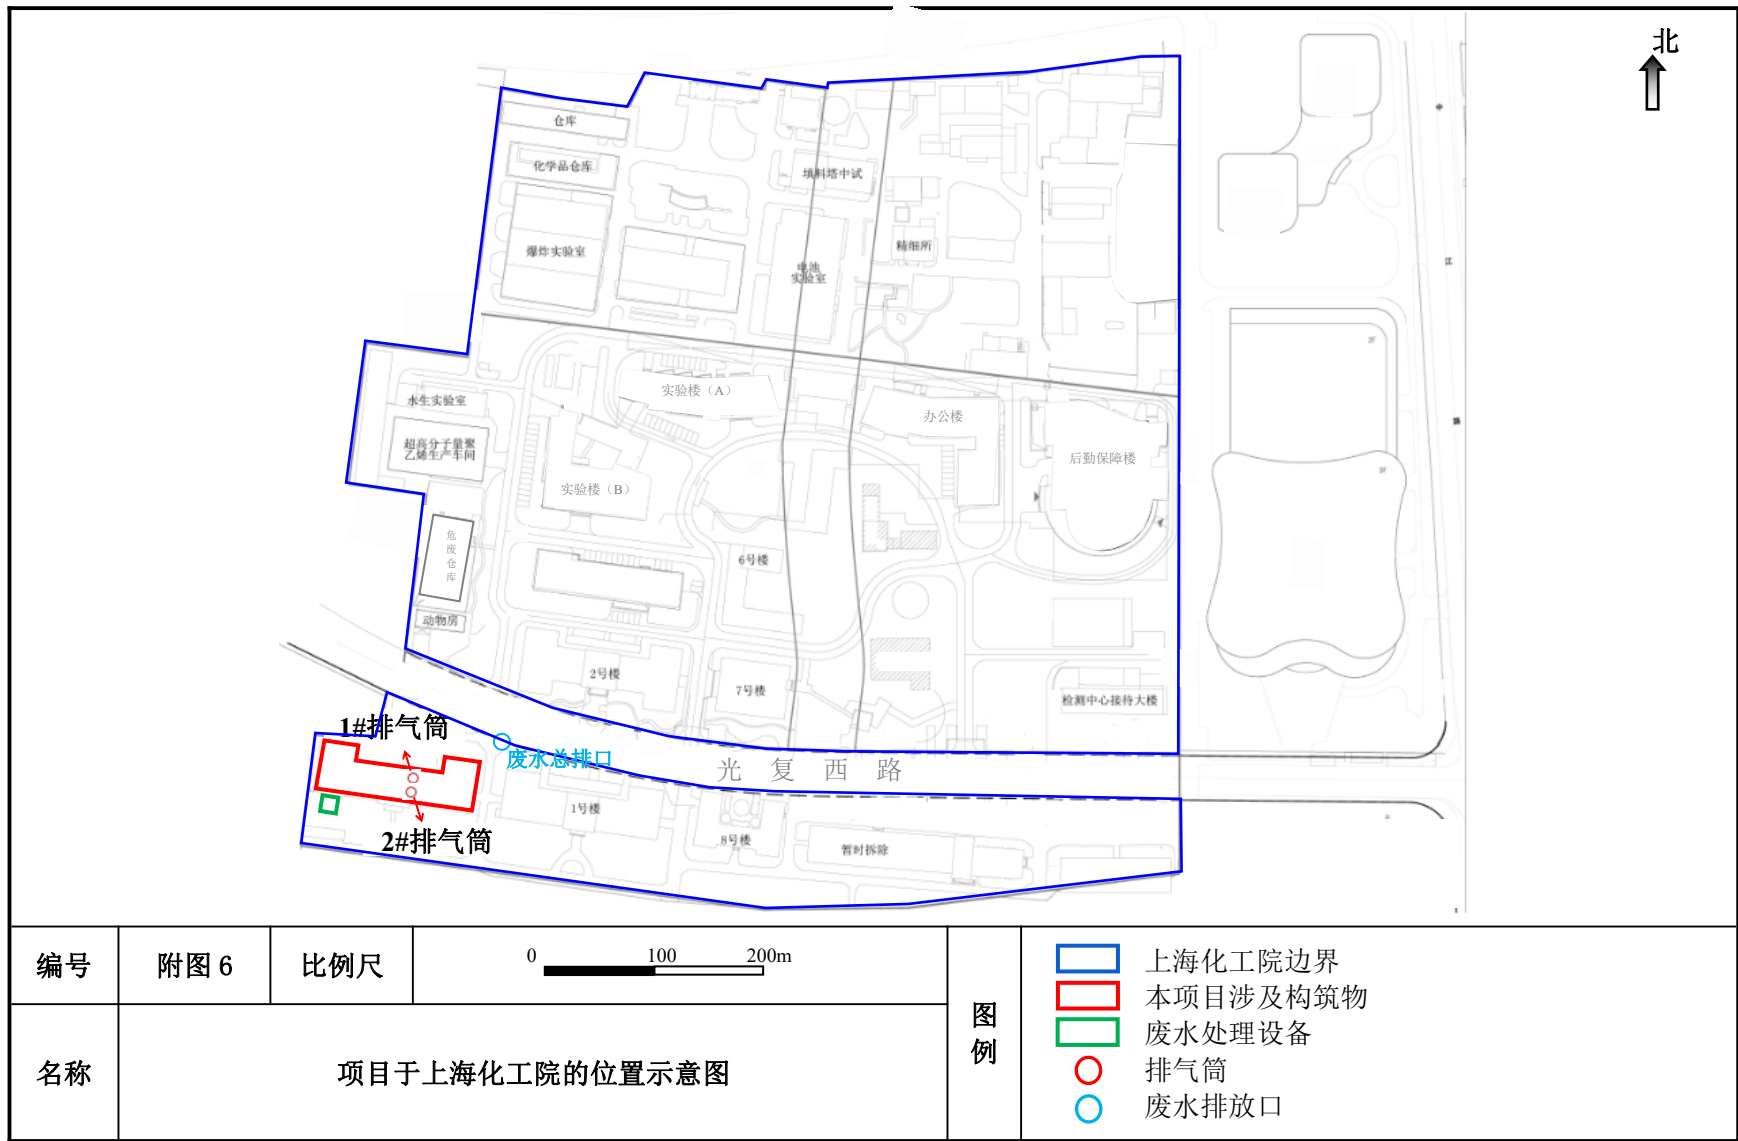 北
仓库
化学品仓库
填料塔中试
爆炸实验室
精细所
电池
实验室
实验楼（A）
水生实验室
办公楼
超高分子量聚
乙烯生产车间
后勤保障楼
实验楼（B）
危废仓库
6号楼
动物房
2号楼
7号楼
检测中心接待大楼
1#排气筒
废水总排口
光复西路
1号楼
2#排气筒
8号楼
暂时拆除
2F
3F
编号
附图 6
比例尺
0 100 200m
名称
项目于上海化工院的位置示意图
图例
上海化工院边界
本项目涉及构筑物
废水处理设备
排气筒
废水排放口